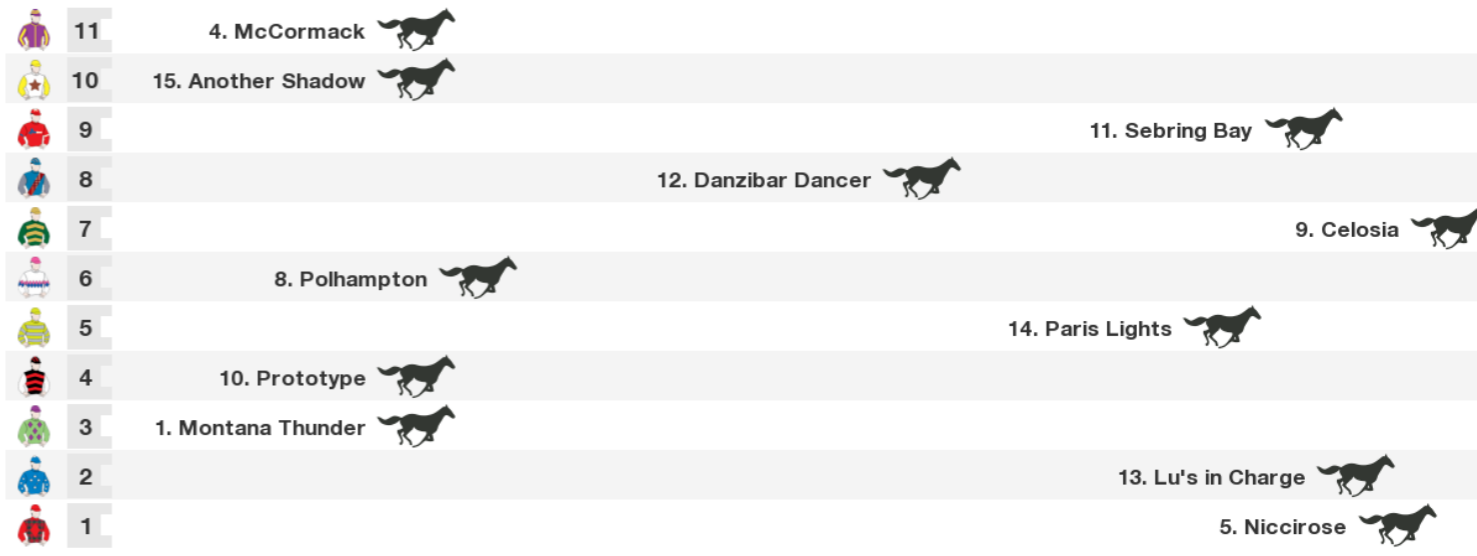 11 4. McCormack
10 15. Another Shadow
9 11. Sebring Bay
8 12. Danzibar Dancer
7 9. Celosia
6 8. Polhampton
5 14. Paris Lights
4 10. Prototype
3 1. Montana Thunder
2 13. Lu's in Charge
1 5. Niccirose